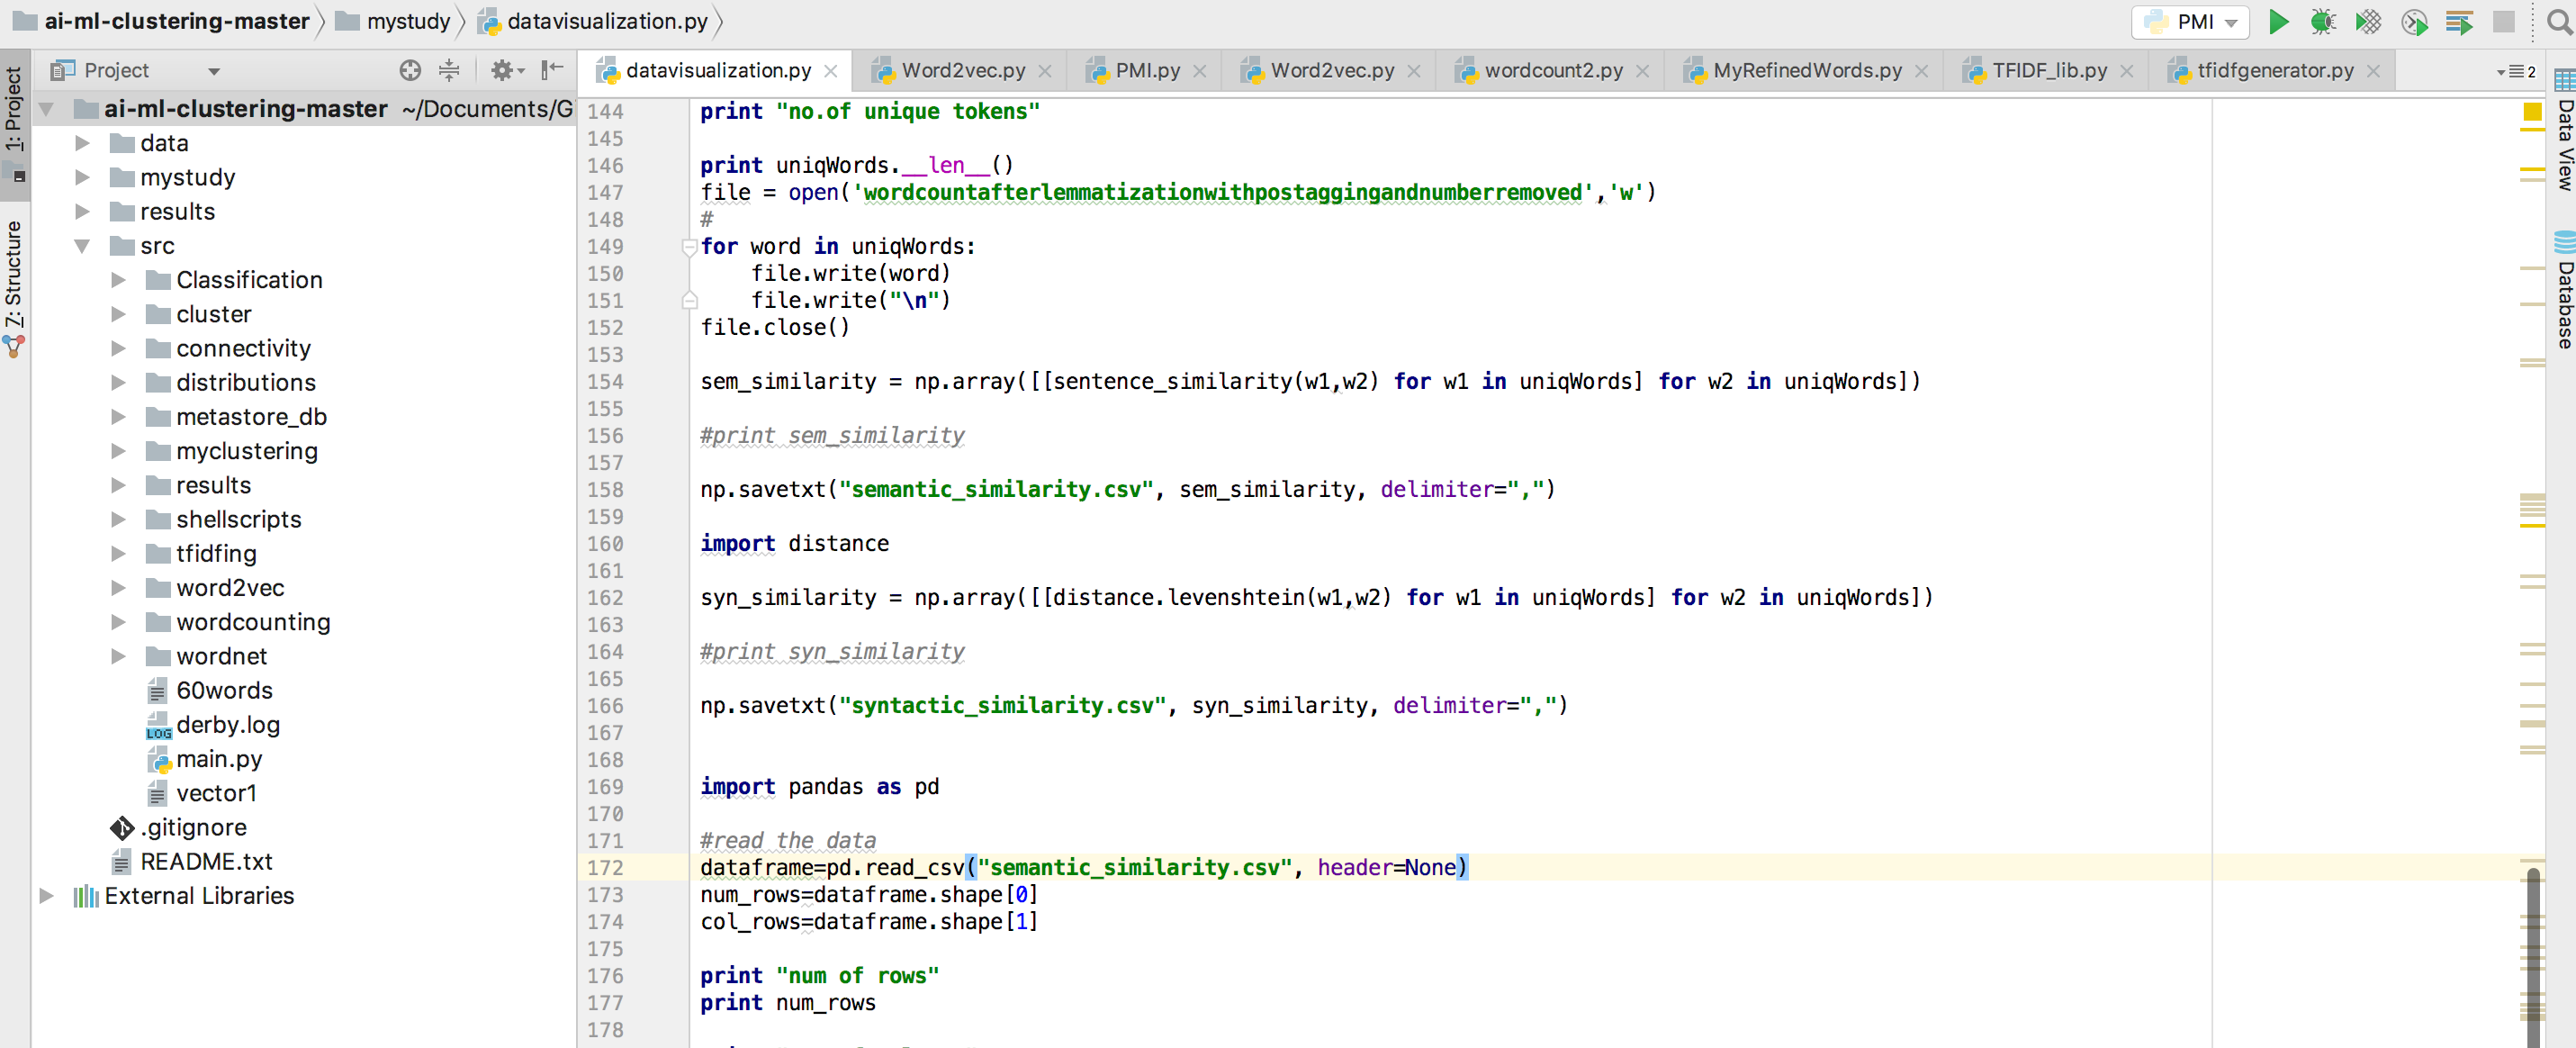 ai-ml-clustering-master mystudy datavisualization.py PMI
Project
datavisualization.py Word2vec.py PMI.py Word2vec.py wordcount2.py MyRefinedWords.py TFIDF_lib.py tfidfgenerator.py 2
1: Project
Z: Structure
ai-ml-clustering-master ~/Documents/G
data
mystudy
results
src
Classification
cluster
connectivity
distributions
metastore_db
myclustering
results
shellscripts
tfidfing
word2vec
wordcounting
wordnet
60words
LOG derby.log
main.py
vector1
.gitignore
README.txt
External Libraries
144 print "no.of unique tokens"
145
146 print uniqWords.__len__()
147 file = open('wordcountafterlemmatizationwithpostaggingandnumberremoved','w')
148 #
149 for word in uniqWords:
150     file.write(word)
151     file.write("\n")
152 file.close()
153
154 sem_similarity = np.array([[sentence_similarity(w1,w2) for w1 in uniqWords] for w2 in uniqWords])
155
156 #print sem_similarity
157
158 np.savetxt("semantic_similarity.csv", sem_similarity, delimiter=",")
159
160 import distance
161
162 syn_similarity = np.array([[distance.levenshtein(w1,w2) for w1 in uniqWords] for w2 in uniqWords])
163
164 #print syn_similarity
165
166 np.savetxt("syntactic_similarity.csv", syn_similarity, delimiter=",")
167
168
169 import pandas as pd
170
171 #read the data
172 dataframe=pd.read_csv("semantic_similarity.csv", header=None)
173 num_rows=dataframe.shape[0]
174 col_rows=dataframe.shape[1]
175
176 print "num of rows"
177 print num_rows
178
Data View
Database